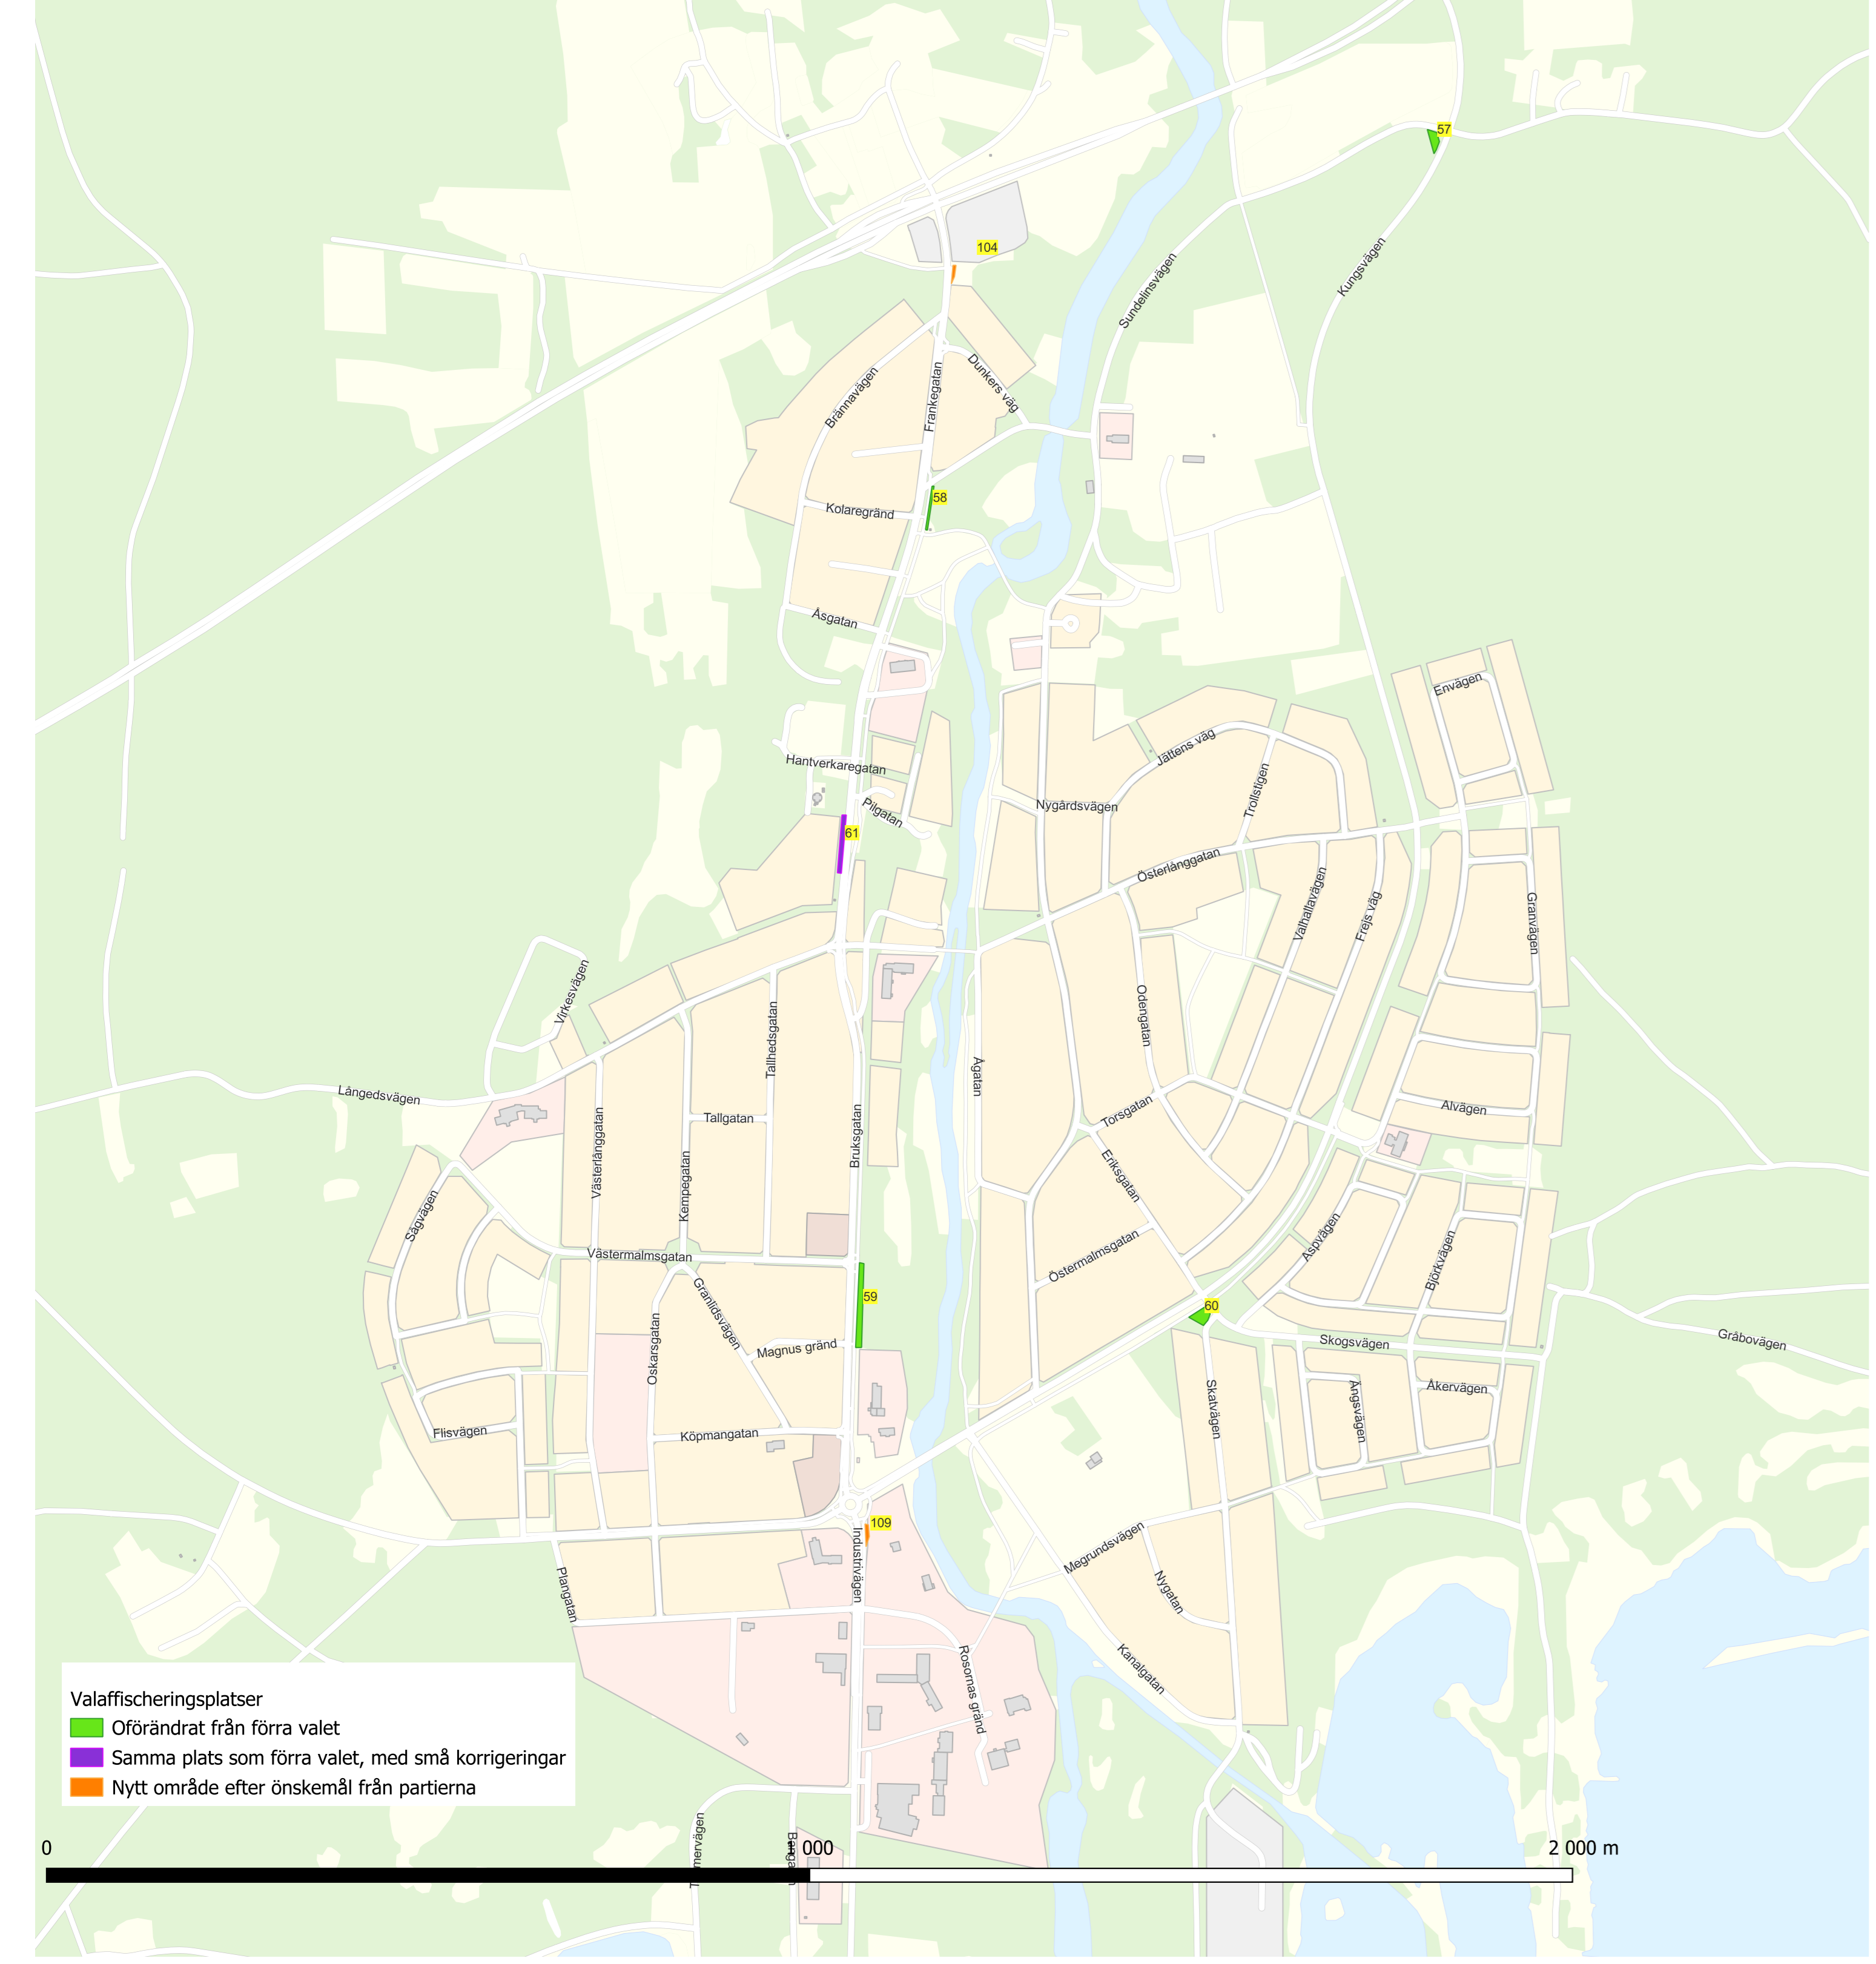 57
104
Sundelinsvägen
Kungsvägen
Brännavägen
Frankegatan
Dunkers väg
58
Kolaregränd
Åsgatan
Envägen
Jättens väg
Hantverkaregatan
Trollstigen
Nygårdsvägen
Pilgatan
61
Österlånggatan
Valhallavägen
Frejs väg
Granvägen
Virkesvägen
Odengatan
Tallhedsgatan
Ågatan
Långedsvägen
Alvägen
Tallgatan
Torsgatan
Bruksgatan
Västerlånggatan
Kempegatan
Eriksgatan
Sågvägen
Aspvägen
Björkvägen
Västermalmsgatan
Östermalmsgatan
59
60
Granlidsvägen
Oskarsgatan
Magnus gränd
Skogsvägen
Gråbovägen
Åkervägen
Ängsvägen
Skatvägen
Flisvägen
Köpmangatan
109
Industrivägen
Megrundsvägen
Plangatan
Nygatan
Kanalgatan
Rosornas gränd
Valaffischeringsplatser
Oförändrat från förra valet
Samma plats som förra valet, med små korrigeringar
Nytt område efter önskemål från partierna
0
1 000
2 000 m